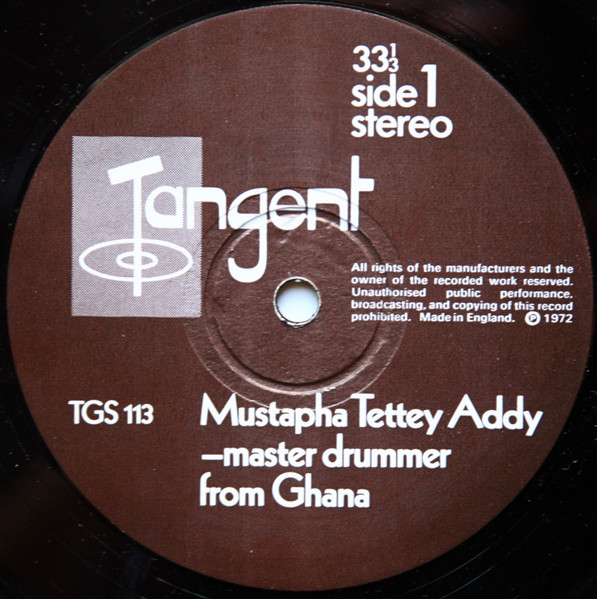 33 1/3
side 1
stereo
Tangent
All rights of the manufacturers and the
owner of the recorded work reserved.
Unauthorised public performance,
broadcasting, and copying of this record
prohibited. Made in England. ℗ 1972
TGS 113
Mustapha Tettey Addy
–master drummer
from Ghana